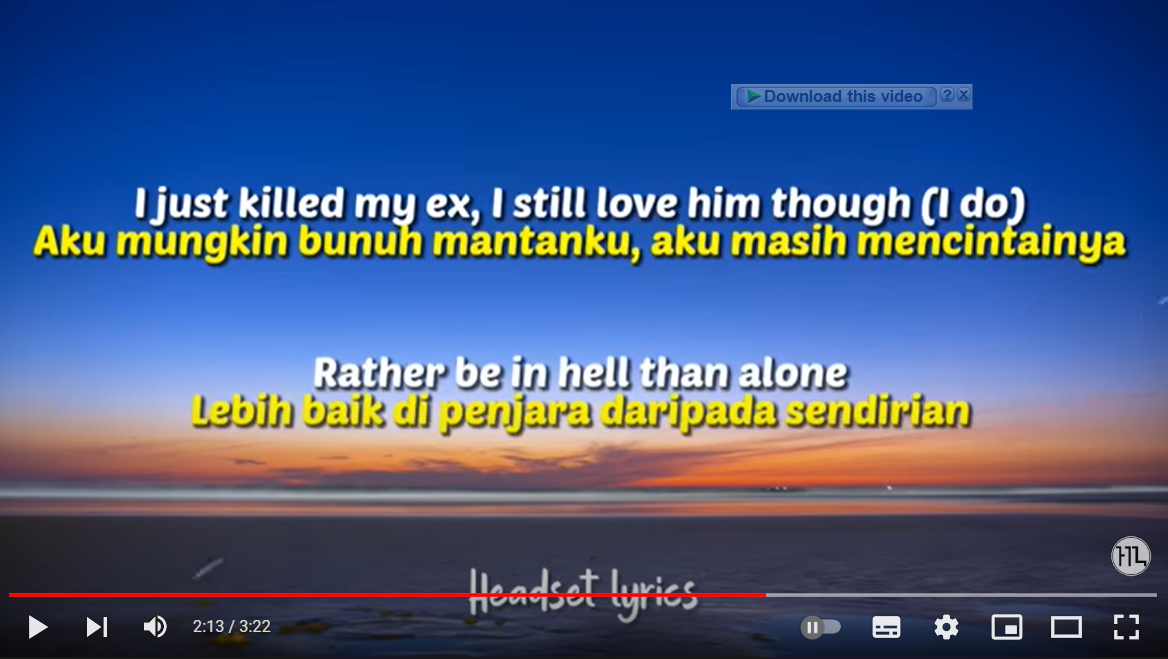 Download this video ? X
I just killed my ex, I still love him though (I do)
Aku mungkin bunuh mantanku, aku masih mencintainya
Rather be in hell than alone
Lebih baik di penjara daripada sendirian
HL
Headset lyrics
2:13 / 3:22